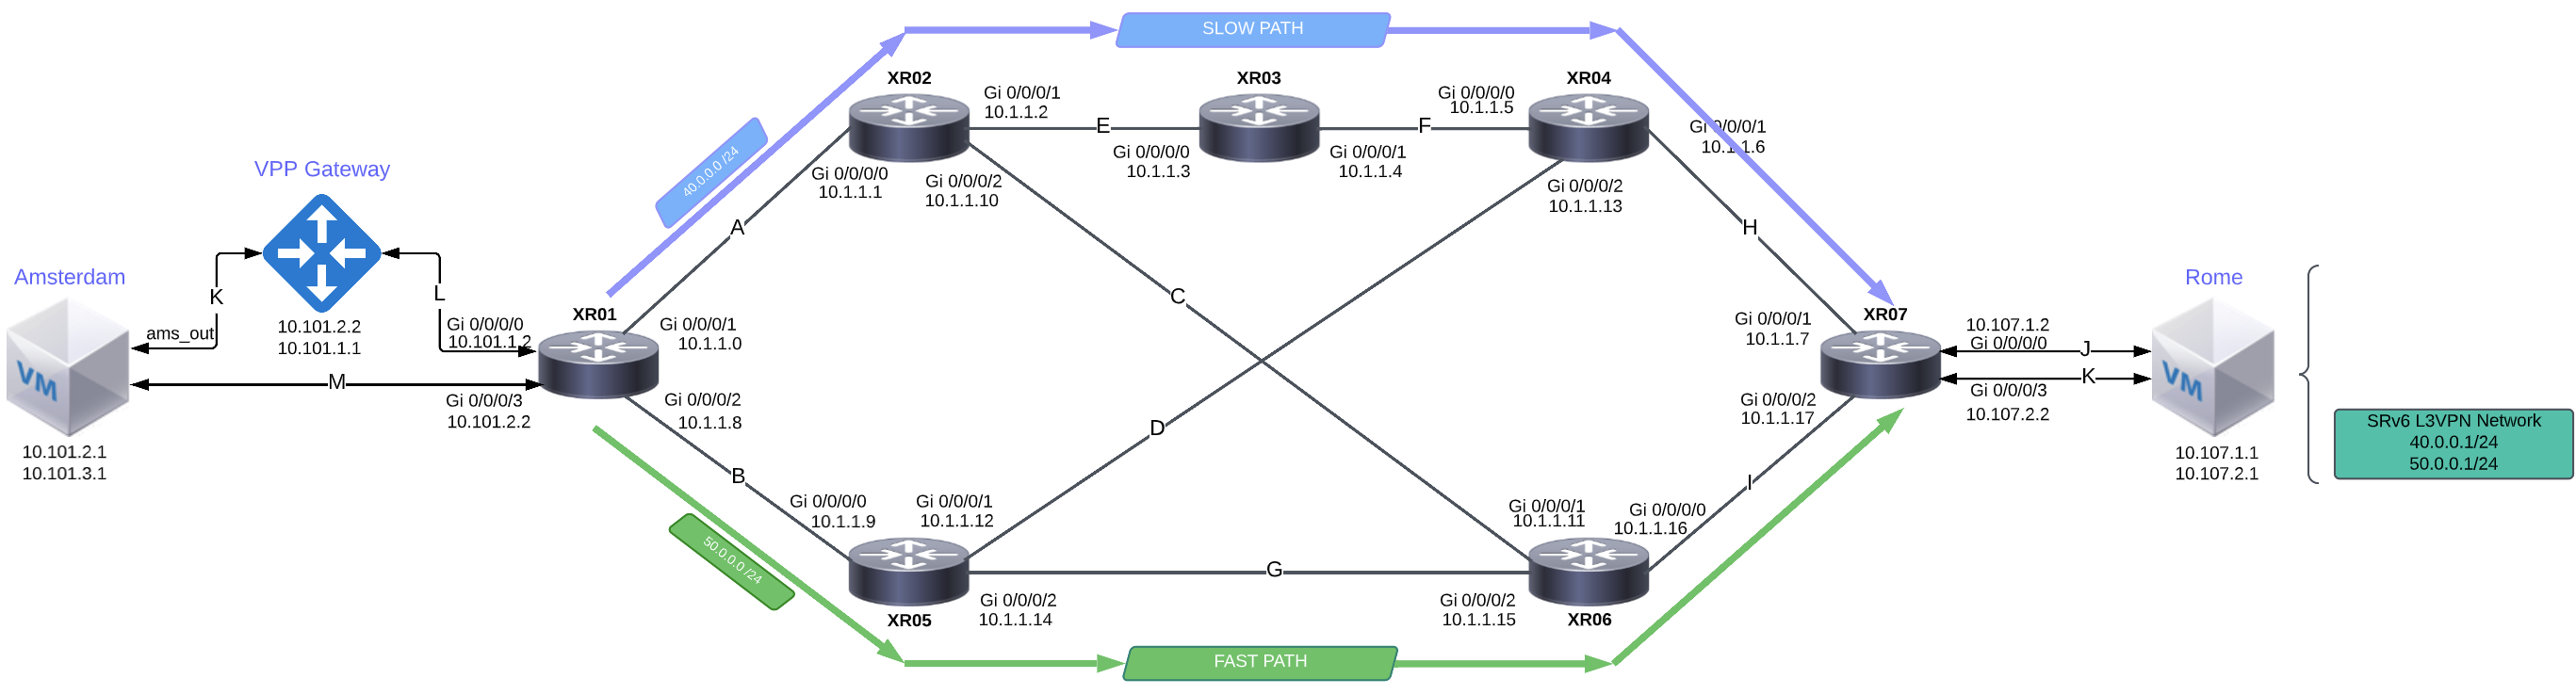 SLOW PATH
XR02
XR03
XR04
Gi 0/0/0/1
10.1.1.2
E
Gi 0/0/0/0
10.1.1.3
F
Gi 0/0/0/1
10.1.1.4
Gi 0/0/0/0
10.1.1.5
Gi 0/0/0/1
10.1.1.6
40.0.0.0 /24
Gi 0/0/0/0
10.1.1.1
Gi 0/0/0/2
10.1.1.10
Gi 0/0/0/2
10.1.1.13
VPP Gateway
A
H
Amsterdam
K
L
C
Rome
ams_out
10.101.2.2
10.101.1.1
Gi 0/0/0/0
10.101.1.2
XR01
Gi 0/0/0/1
10.1.1.0
Gi 0/0/0/1
10.1.1.7
XR07
10.107.1.2
Gi 0/0/0/0
J
VM
M
K
VM
Gi 0/0/0/3
10.101.2.2
Gi 0/0/0/2
10.1.1.8
D
Gi 0/0/0/2
10.1.1.17
Gi 0/0/0/3
10.107.2.2
10.101.2.1
10.101.3.1
10.107.1.1
10.107.2.1
SRv6 L3VPN Network
40.0.0.1/24
50.0.0.1/24
B
I
Gi 0/0/0/0
10.1.1.9
Gi 0/0/0/1
10.1.1.12
Gi 0/0/0/1
10.1.1.11
Gi 0/0/0/0
10.1.1.16
50.0.0.0 /24
G
XR05
Gi 0/0/0/2
10.1.1.14
Gi 0/0/0/2
10.1.1.15
XR06
FAST PATH